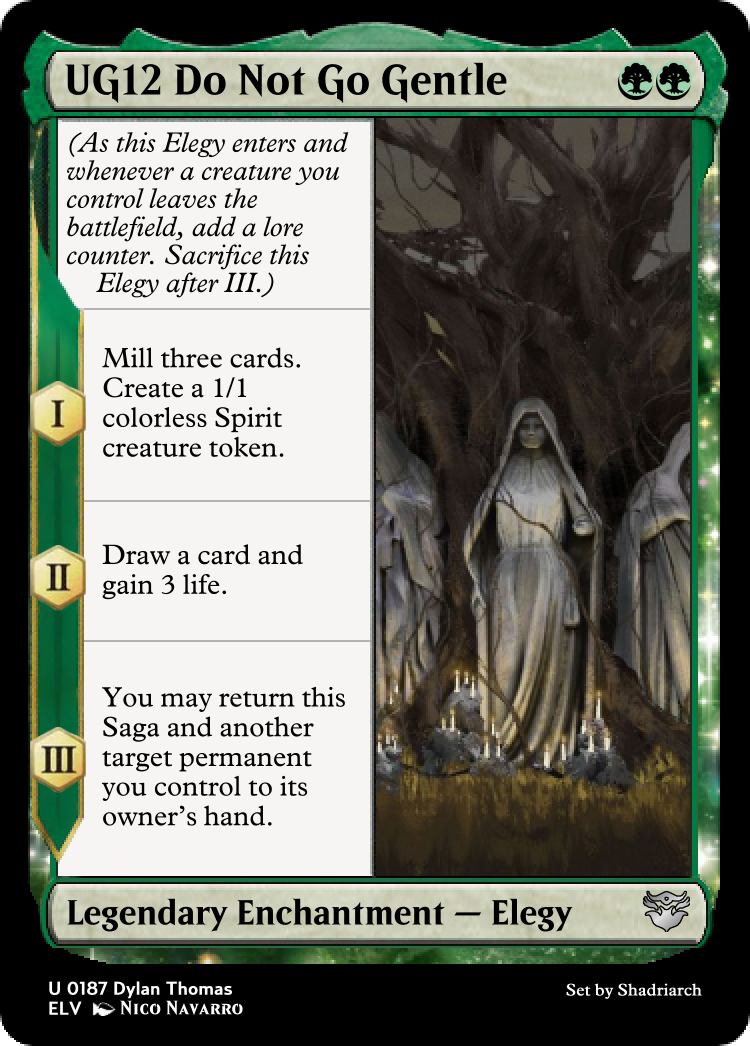 UG12 Do Not Go Gentle
(As this Elegy enters and
whenever a creature you
control leaves the
battlefield, add a lore
counter. Sacrifice this
Elegy after III.)
I
Mill three cards.
Create a 1/1
colorless Spirit
creature token.
II
Draw a card and
gain 3 life.
III
You may return this
Saga and another
target permanent
you control to its
owner's hand.
Legendary Enchantment — Elegy
U 0187 Dylan Thomas
ELV Nico Navarro
Set by Shadriarch